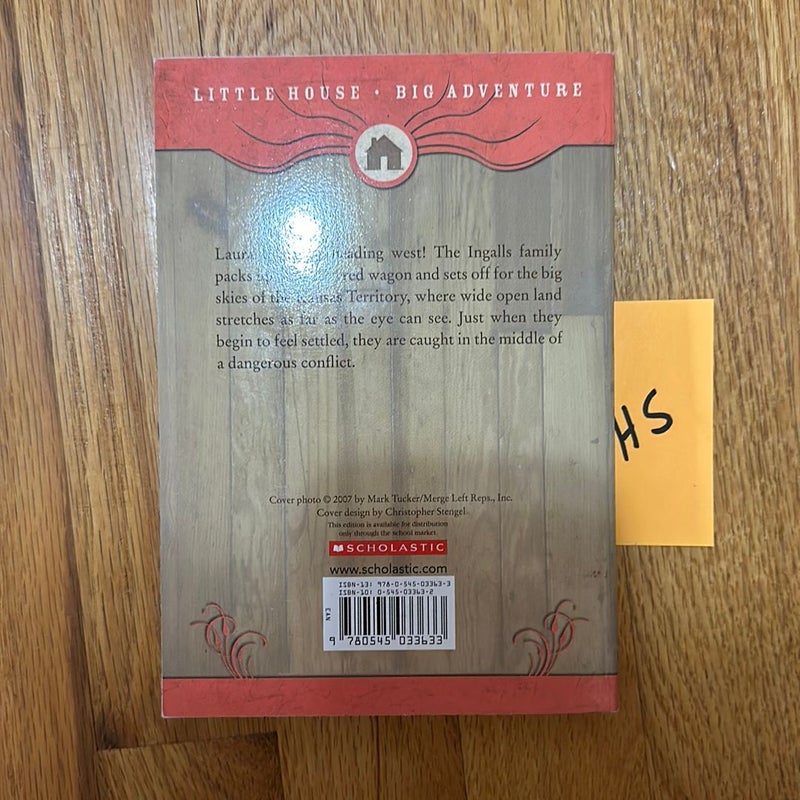 LITTLE HOUSE • BIG ADVENTURE
Laura heading west! The Ingalls family
packs wagon and sets off for the big
skies of the Kansas Territory, where wide open land
stretches as far as the eye can see. Just when they
begin to feel settled, they are caught in the middle of
a dangerous conflict.
HS
Cover photo © 2007 by Mark Tucker/Merge Left Reps., Inc.
Cover design by Christopher Stengel
This edition is available for distribution
only through the school market.
SCHOLASTIC
www.scholastic.com
ISBN-13: 978-0-545-03363-3
ISBN-10: 0-545-03363-2
EAN
9 780545 033633